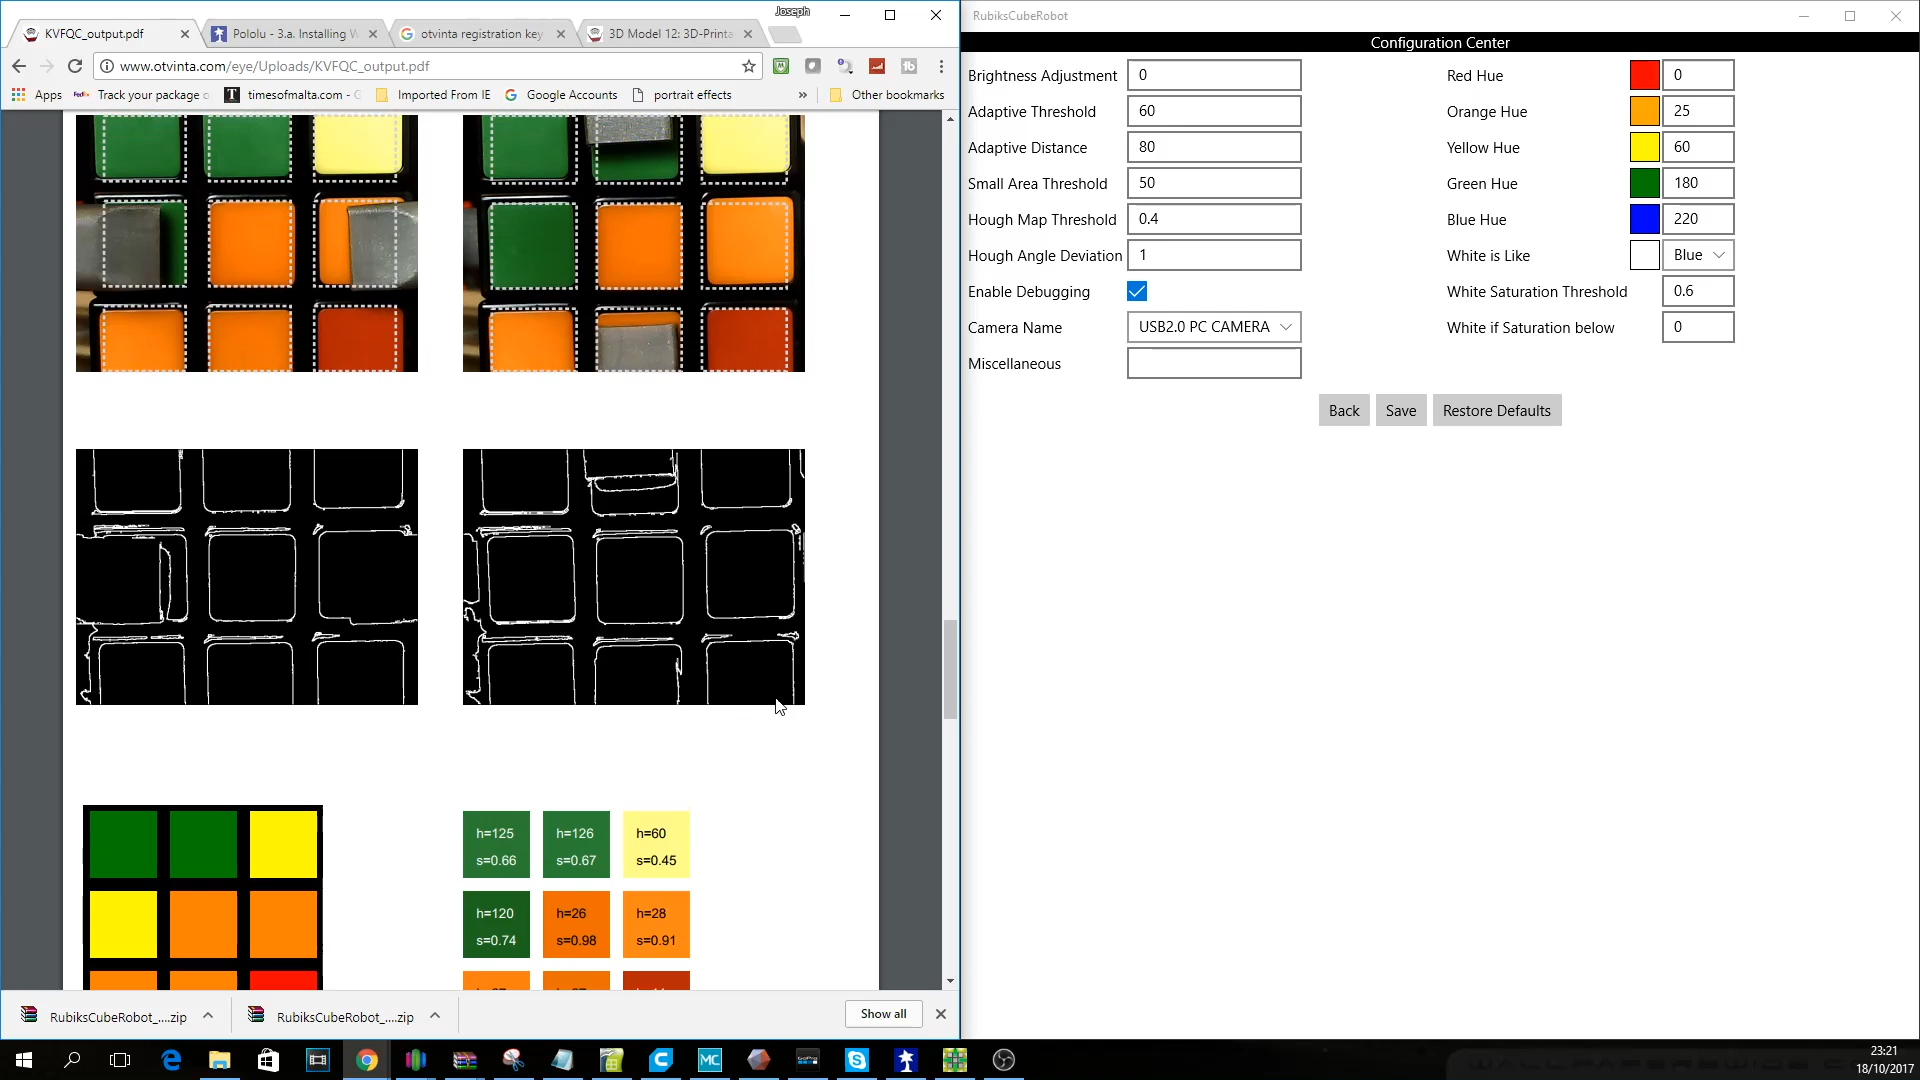 Joseph
KVFQC_output.pdf
Pololu - 3.a. Installing W
otvinta registration key
3D Model 12: 3D-Printa
www.otvinta.com/eye/Uploads/KVFQC_output.pdf
Apps
FedEx Track your package o
T timesofmalta.com - G
Imported From IE
Google Accounts
portrait effects
»
Other bookmarks
h=125
s=0.66
h=126
s=0.67
h=60
s=0.45
h=120
s=0.74
h=26
s=0.98
h=28
s=0.91
RubiksCubeRobot_....zip
RubiksCubeRobot_....zip
Show all
RubiksCubeRobot
Configuration Center
Brightness Adjustment 0
Adaptive Threshold 60
Adaptive Distance 80
Small Area Threshold 50
Hough Map Threshold 0.4
Hough Angle Deviation 1
Enable Debugging
Camera Name USB2.0 PC CAMERA
Miscellaneous
Red Hue 0
Orange Hue 25
Yellow Hue 60
Green Hue 180
Blue Hue 220
White is Like Blue
White Saturation Threshold 0.6
White if Saturation below 0
Back Save Restore Defaults
MC
GoPro
23:21
18/10/2017